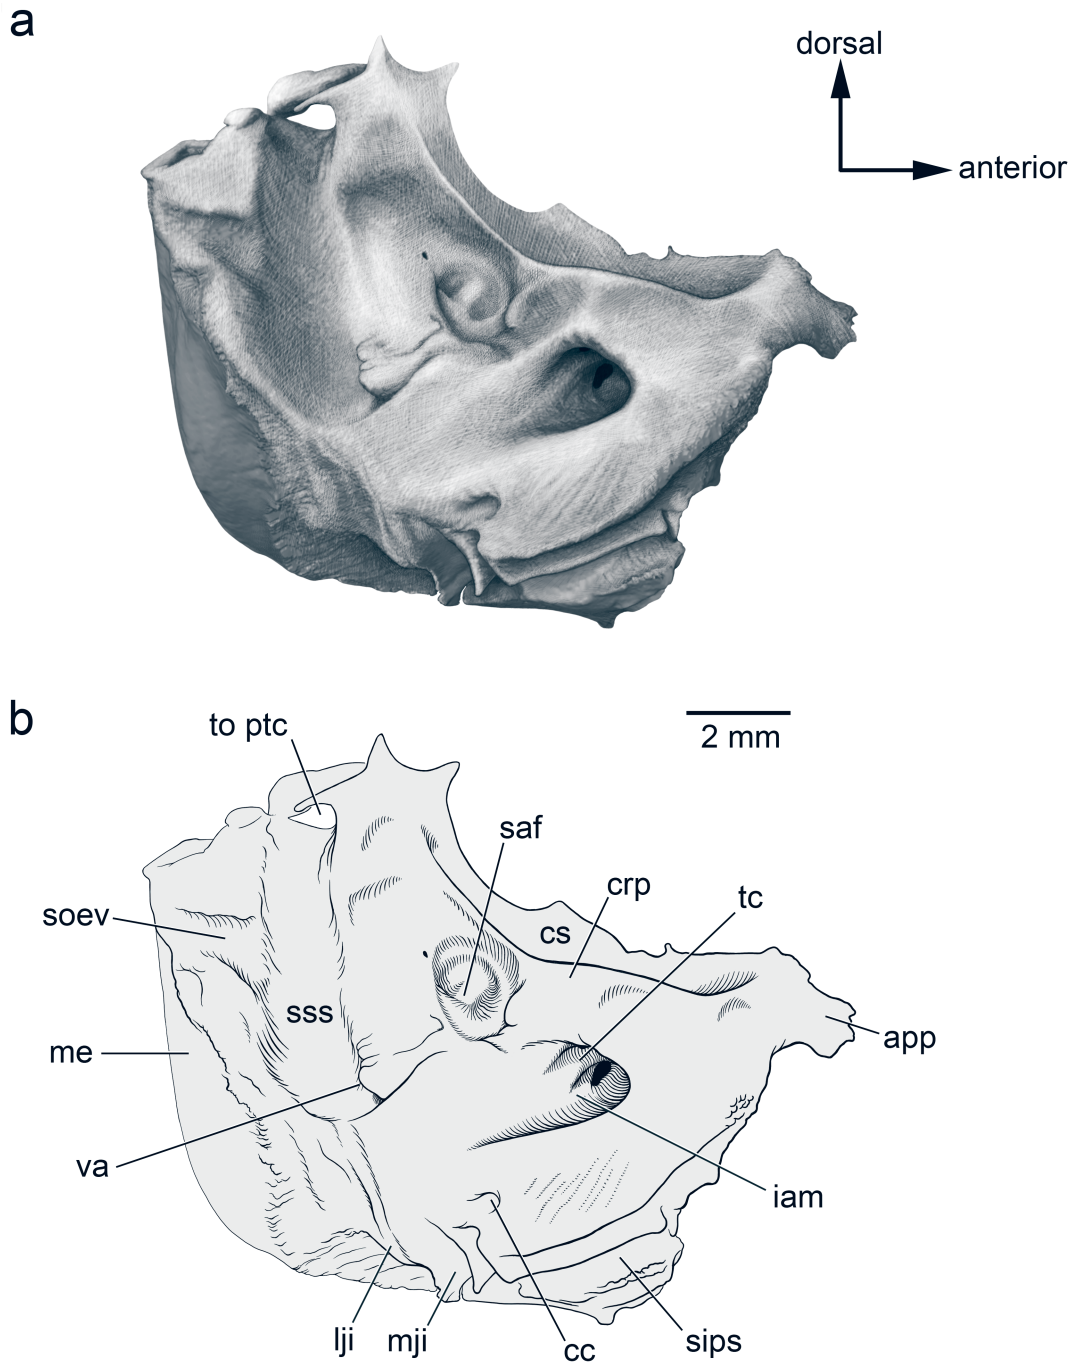 a
dorsal
anterior
b
to ptc
2 mm
saf
crp
tc
soev
cs
sss
me
app
va
iam
lji
mji
cc
sips